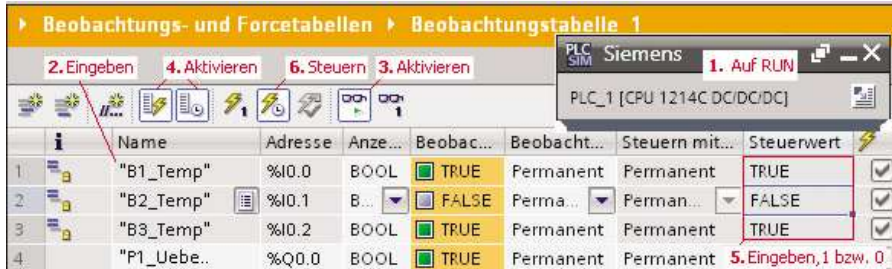 Beobachtungs- und Forcetabellen ▸ Beobachtungstabelle_1
PLC SIM Siemens
1. Auf RUN
PLC_1 [CPU 1214C DC/DC/DC]
2. Eingeben 4. Aktivieren 6. Steuern 3. Aktivieren
i Name Adresse Anze... Beobac... Beobacht... Steuern mit... Steuerwert
1 "B1_Temp" %I0.0 BOOL TRUE Permanent Permanent TRUE
2 "B2_Temp" %I0.1 B... FALSE Perma... Perman... FALSE
3 "B3_Temp" %I0.2 BOOL TRUE Permanent Permanent TRUE
4 "P1_Uebe.. %Q0.0 BOOL TRUE Permanent Permanent
5. Eingeben,1 bzw. 0